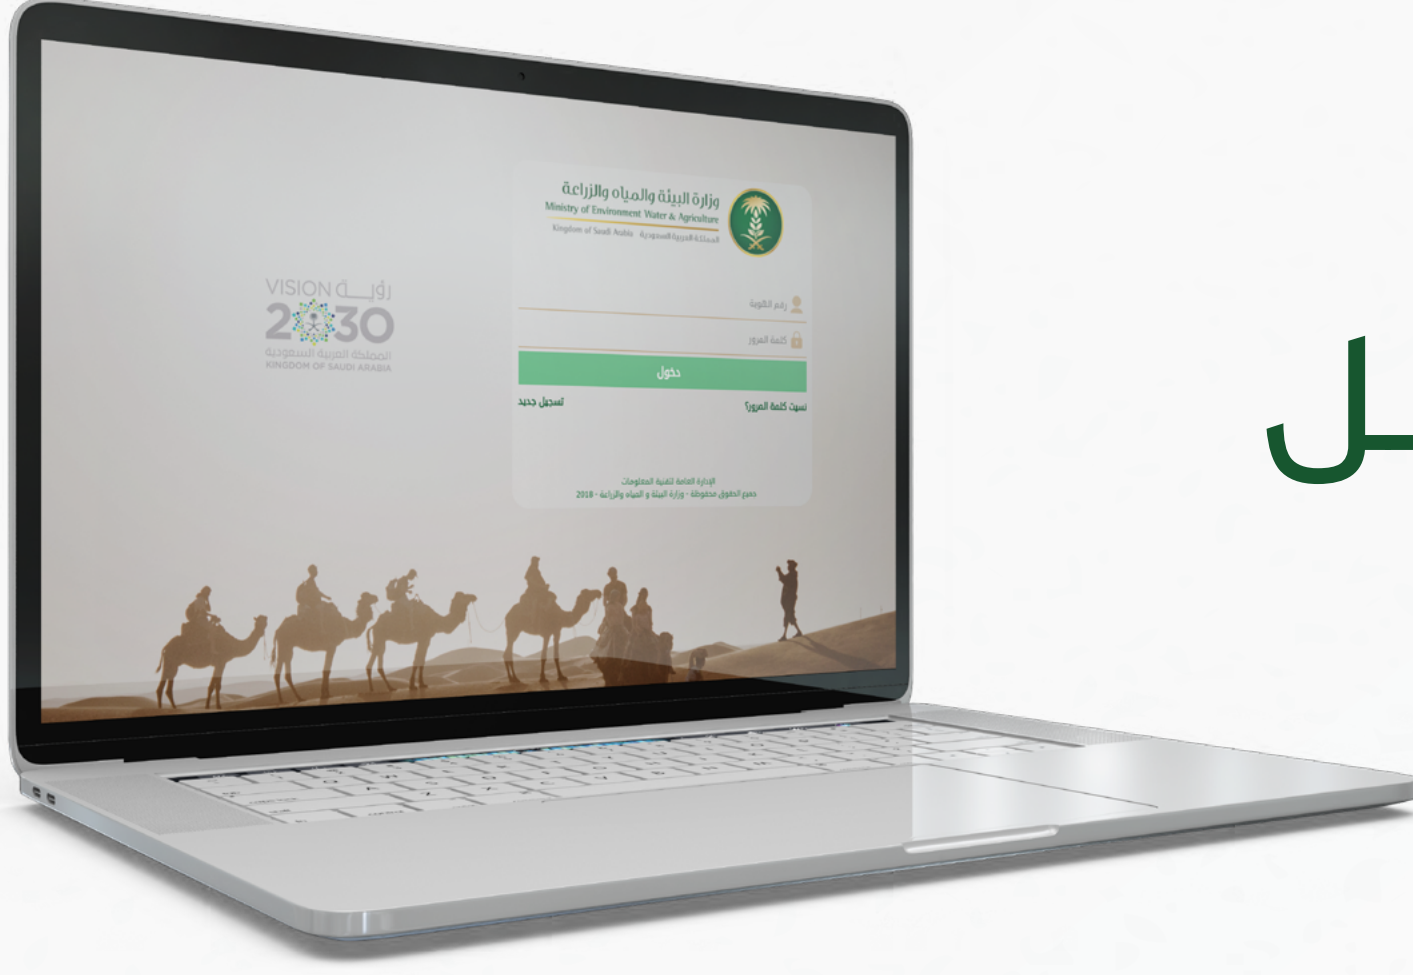 وزارة البيئة والمياه والزراعة
Ministry of Environment Water & Agriculture
المملكة العربية السعودية Kingdom of Saudi Arabia
VISION رؤيــة
2030
المملكة العربية السعودية
KINGDOM OF SAUDI ARABIA
رقم الهوية
كلمة المرور
دخول
نسيت كلمة المرور؟ تسجيل جديد
الإدارة العامة لتقنية المعلومات
جميع الحقوق محفوظة - وزارة البيئة و المياه والزراعة - 2018
ـل